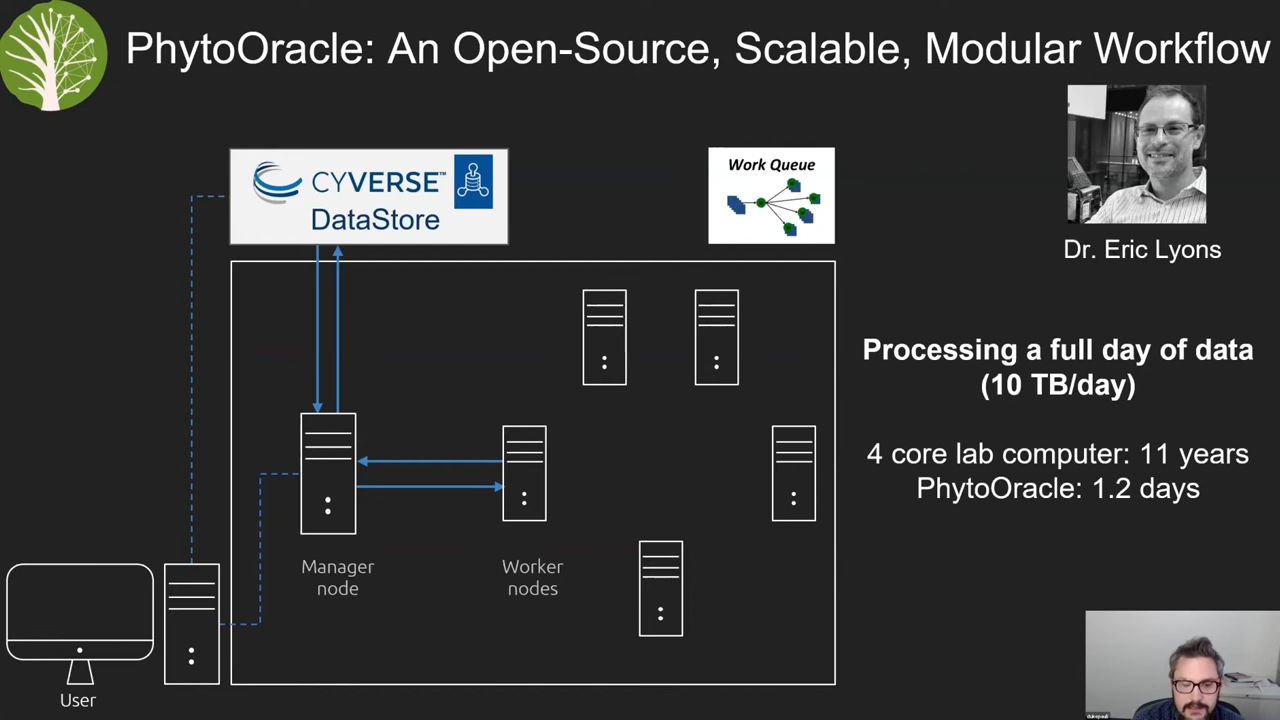 PhytoOracle: An Open-Source, Scalable, Modular Workflow
CYVERSE™
DataStore
Work Queue
Dr. Eric Lyons
Processing a full day of data
(10 TB/day)
4 core lab computer: 11 years
PhytoOracle: 1.2 days
Manager
node
Worker
nodes
User